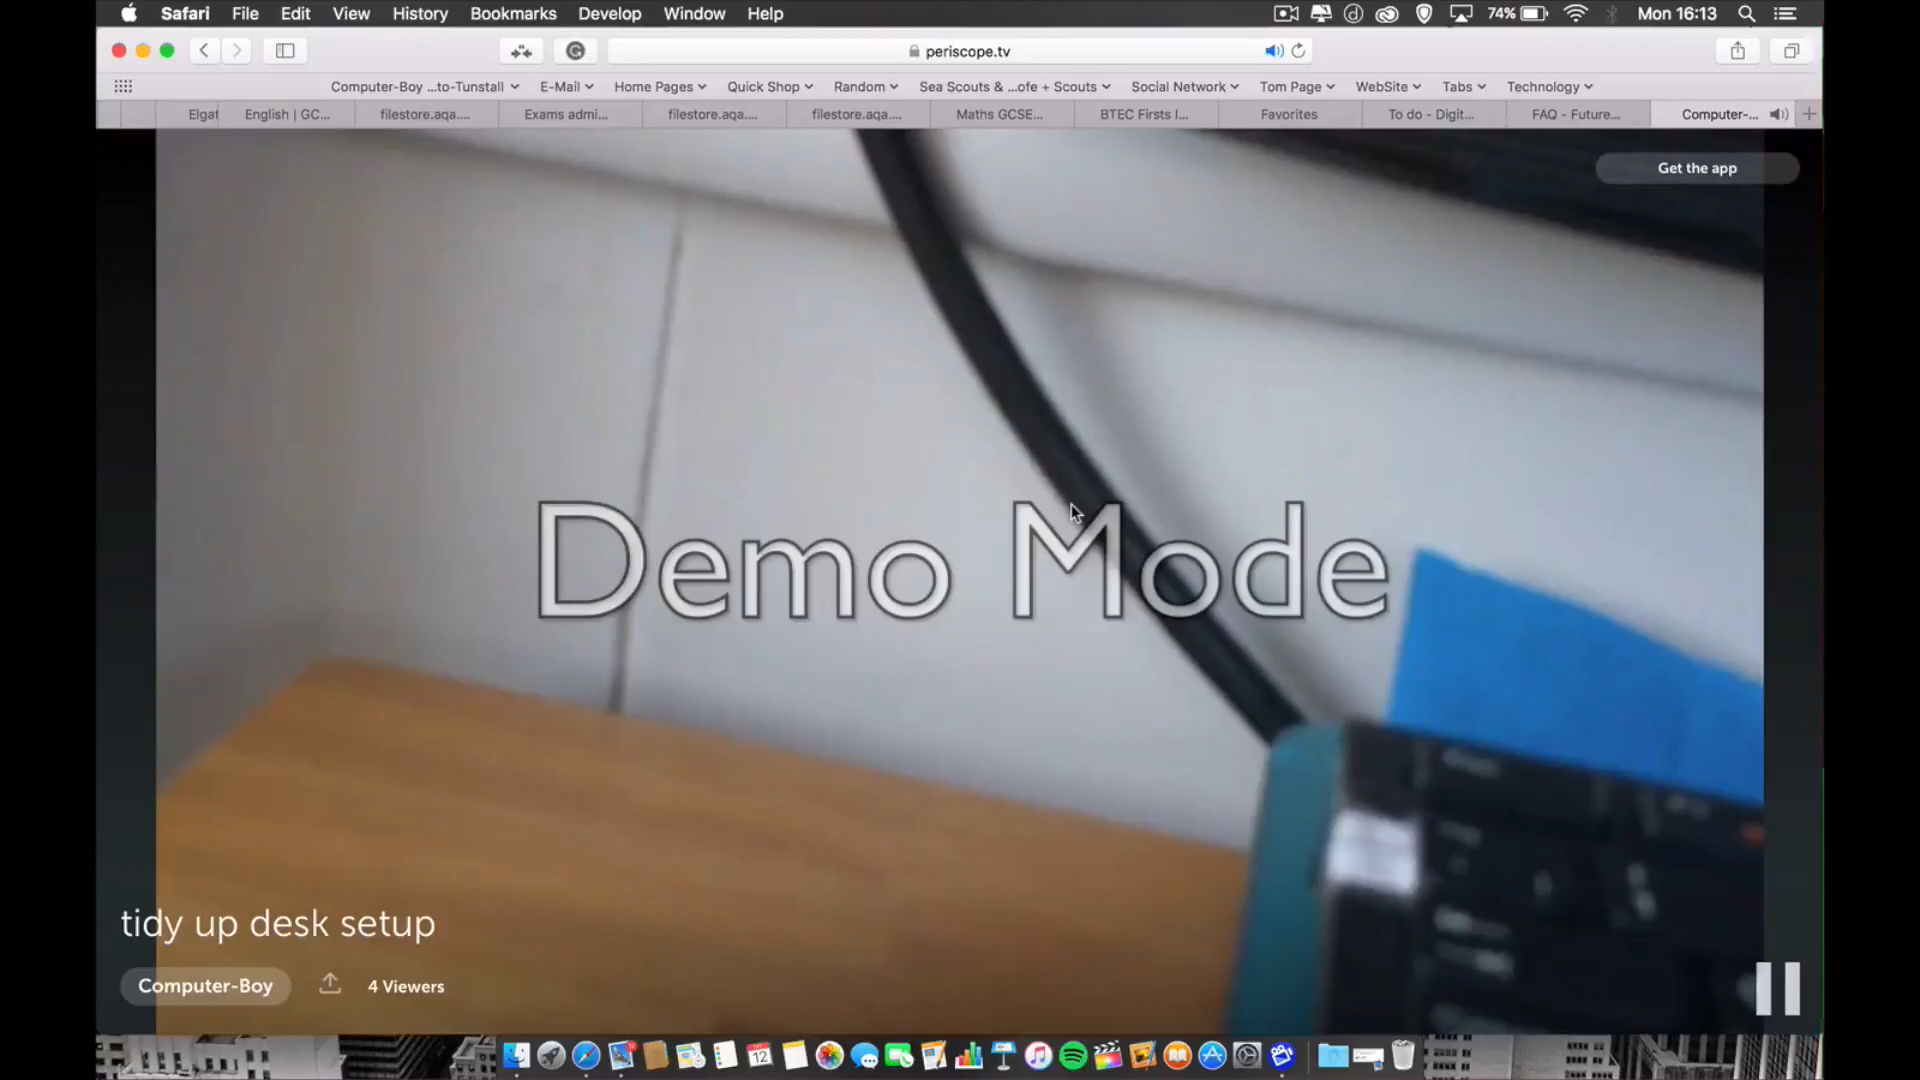 Safari File Edit View History Bookmarks Develop Window Help 74% Mon 16:13
periscope.tv
Computer-Boy ...to-Tunstall E-Mail Home Pages Quick Shop Random Sea Scouts & ...ofe + Scouts Social Network Tom Page WebSite Tabs Technology
Elgat English | GC... filestore.aqa.... Exams admi... filestore.aqa.... filestore.aqa.... Maths GCSE... BTEC Firsts I... Favorites To do - Digit... FAQ - Future... Computer-...
Get the app
Demo Mode
tidy up desk setup
Computer-Boy 4 Viewers
12